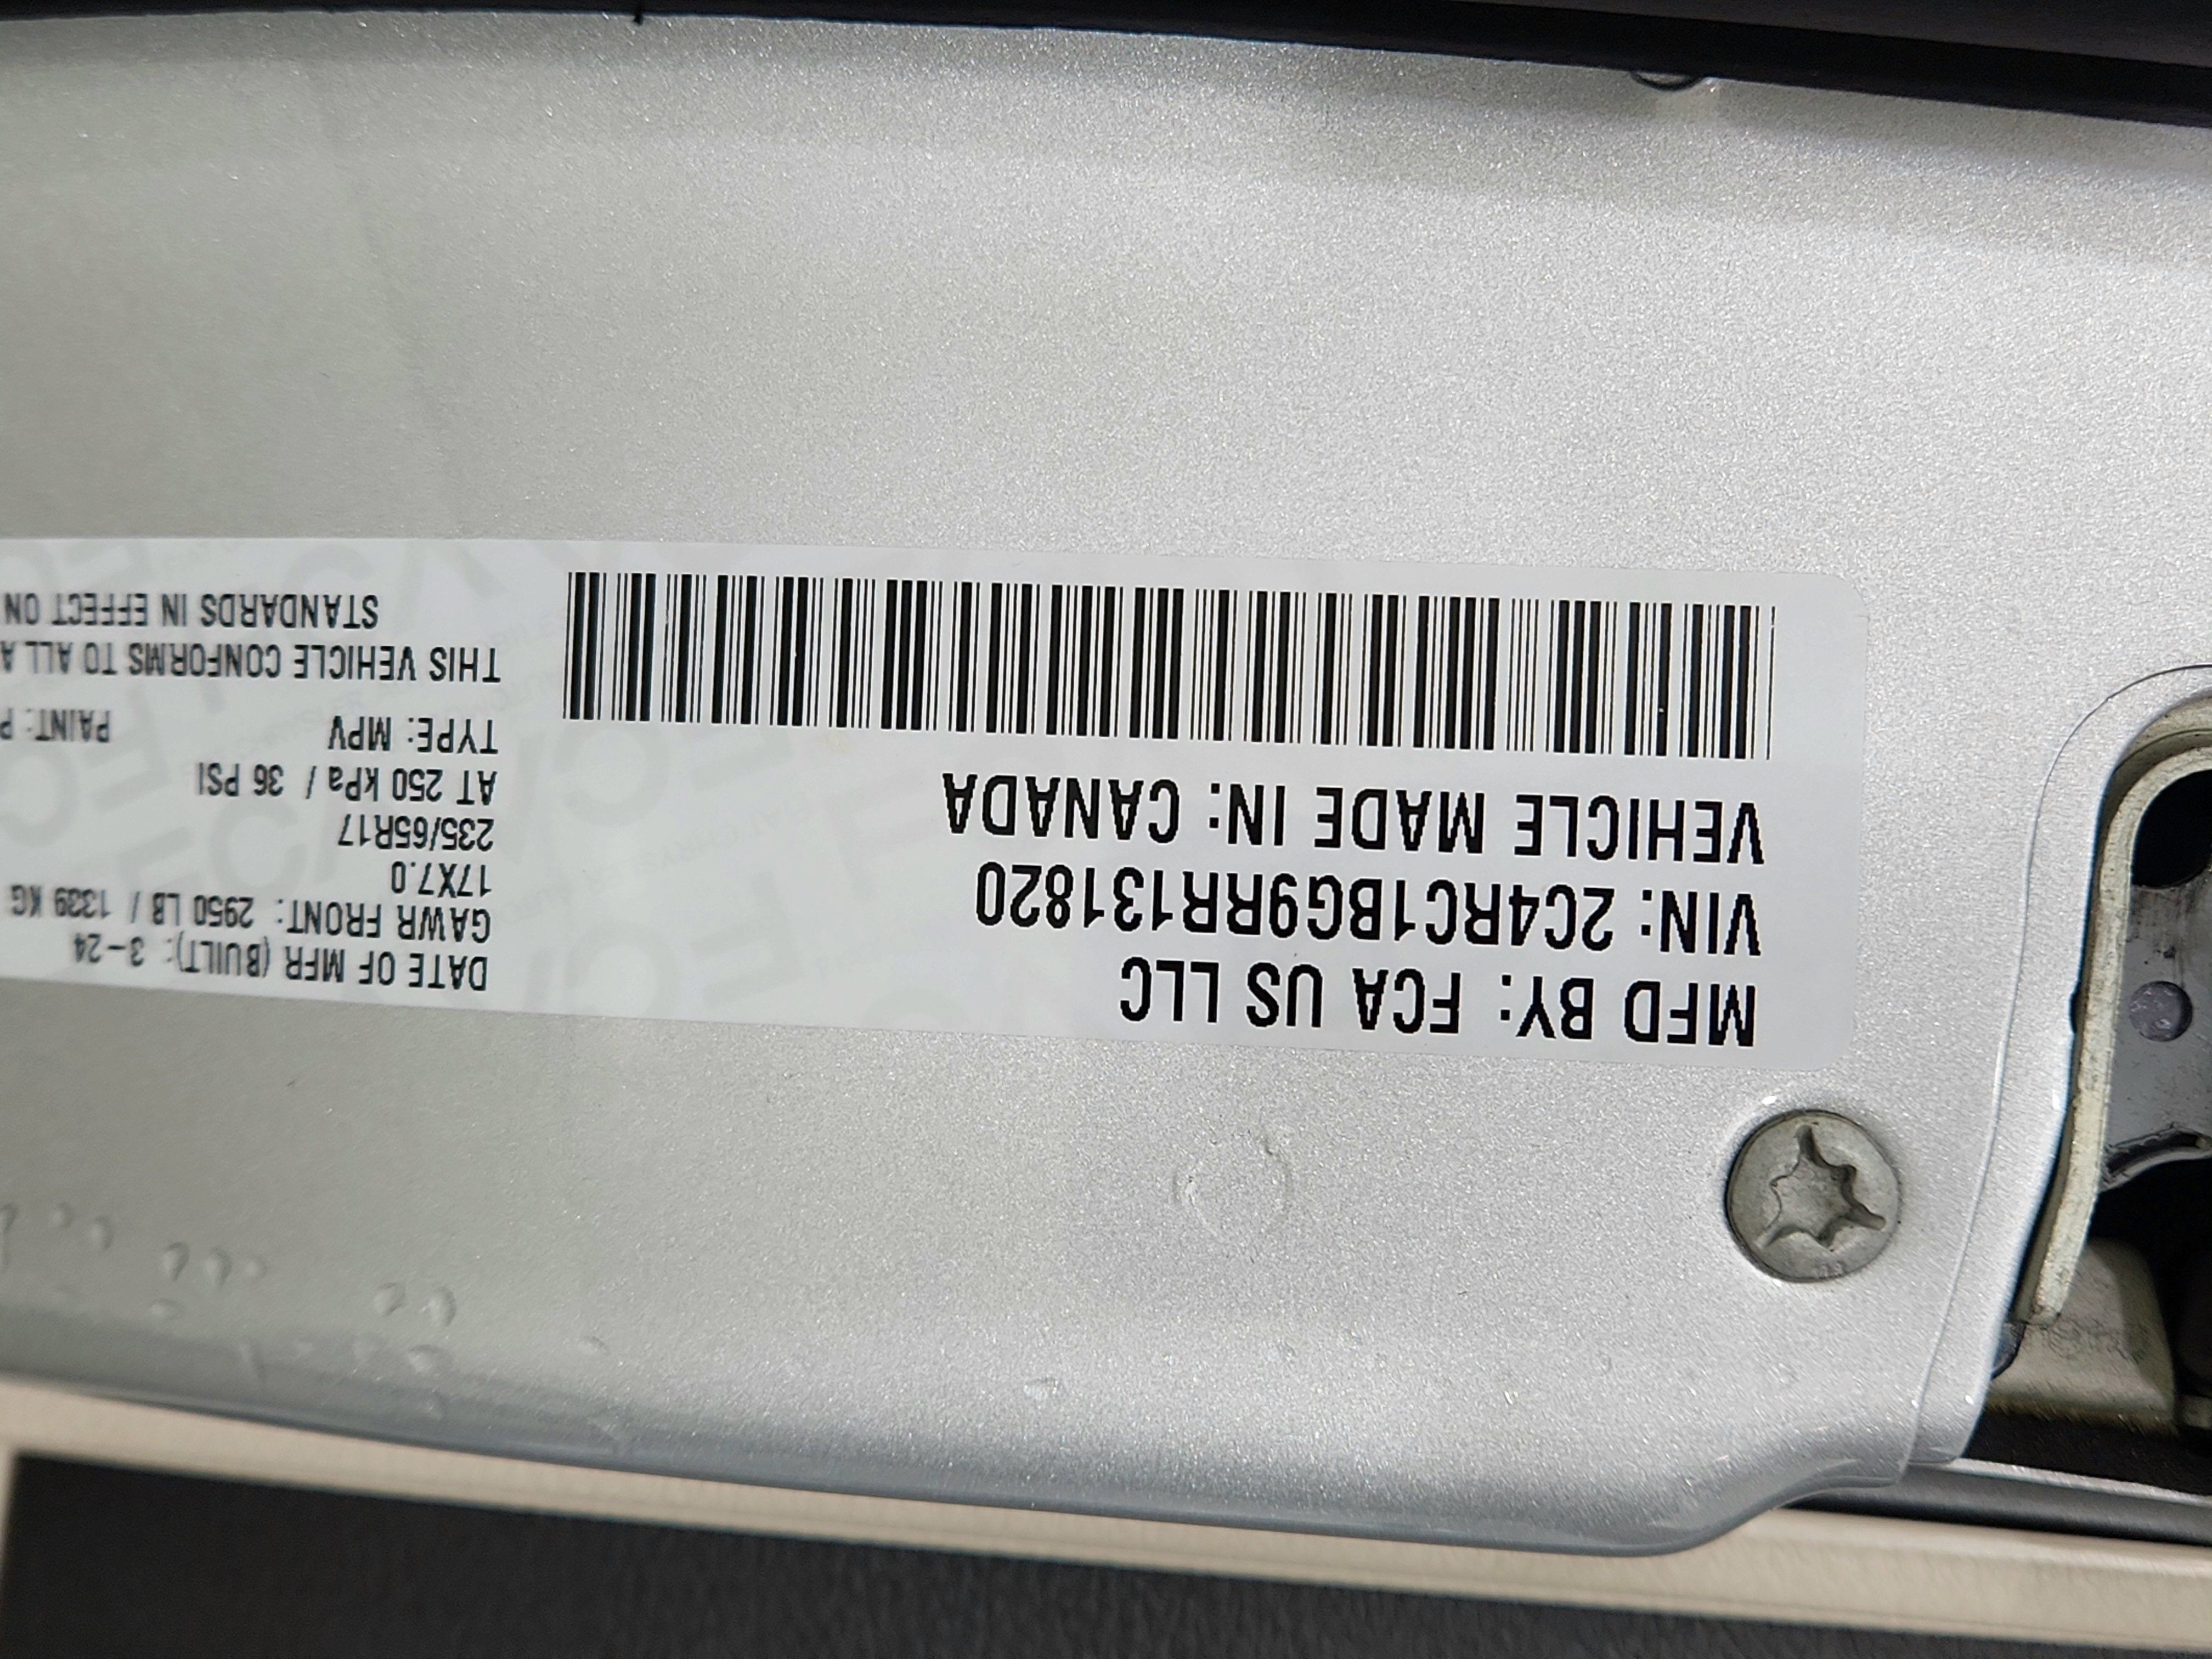 MFD BY: FCA US LLC
VIN: 2C4RC1BG9RR131820
VEHICLE MADE IN: CANADA
DATE OF MFR (BUILT): 3-24
GAWR FRONT: 2950 LB / 1339 KG
17X7.0
235/65R17
AT 250 kPa / 36 PSI
TYPE: MPV PAINT: P
THIS VEHICLE CONFORMS TO ALL A
STANDARDS IN EFFECT ON